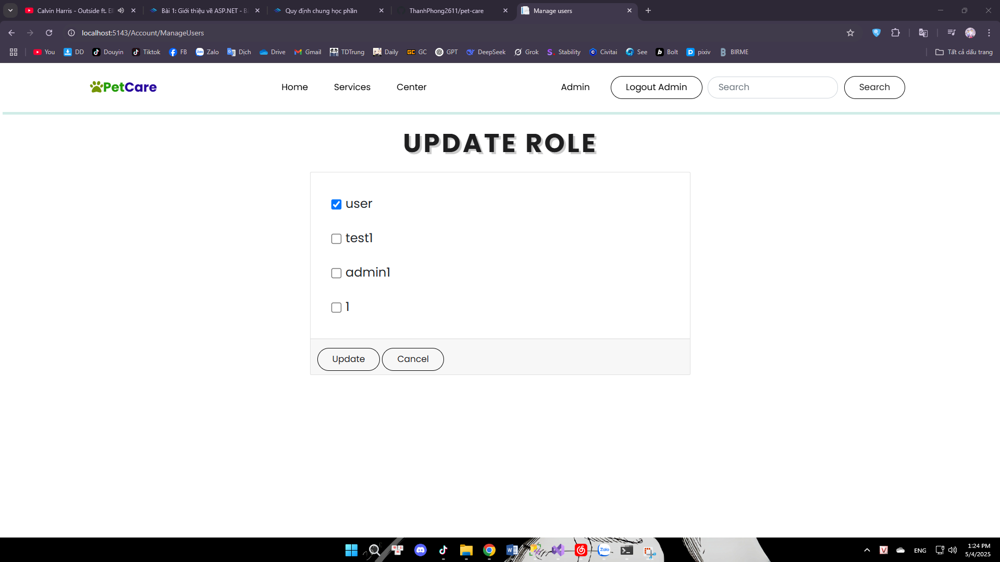 Calvin Harris - Outside ft. Ell
Bài 1: Giới thiệu về ASP.NET - B
Quy định chung học phần
ThanhPhong2611/pet-care
Manage users
localhost:5143/Account/ManageUsers
You DD Douyin Tiktok FB Zalo Dịch Drive Gmail TDTrung Daily GC GPT DeepSeek Grok Stability Civitai See Bolt pixiv BIRME Tất cả dấu trang
PetCare Home Services Center Admin Logout Admin Search Search
UPDATE ROLE
user
test1
admin1
1
Update Cancel
ENG
1:24 PM
5/4/2025